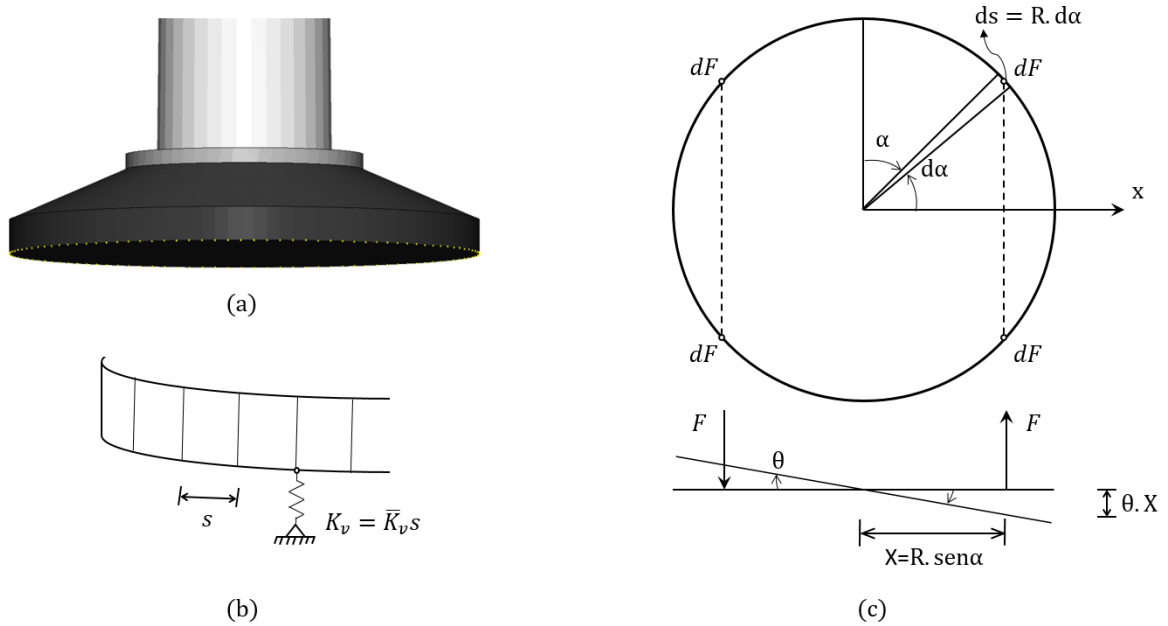 (a)
s
K_v = K̅_v s
(b)
ds = R. dα
dF
dF
α
dα
x
dF
dF
F
F
θ
θ. X
X=R. senα
(c)